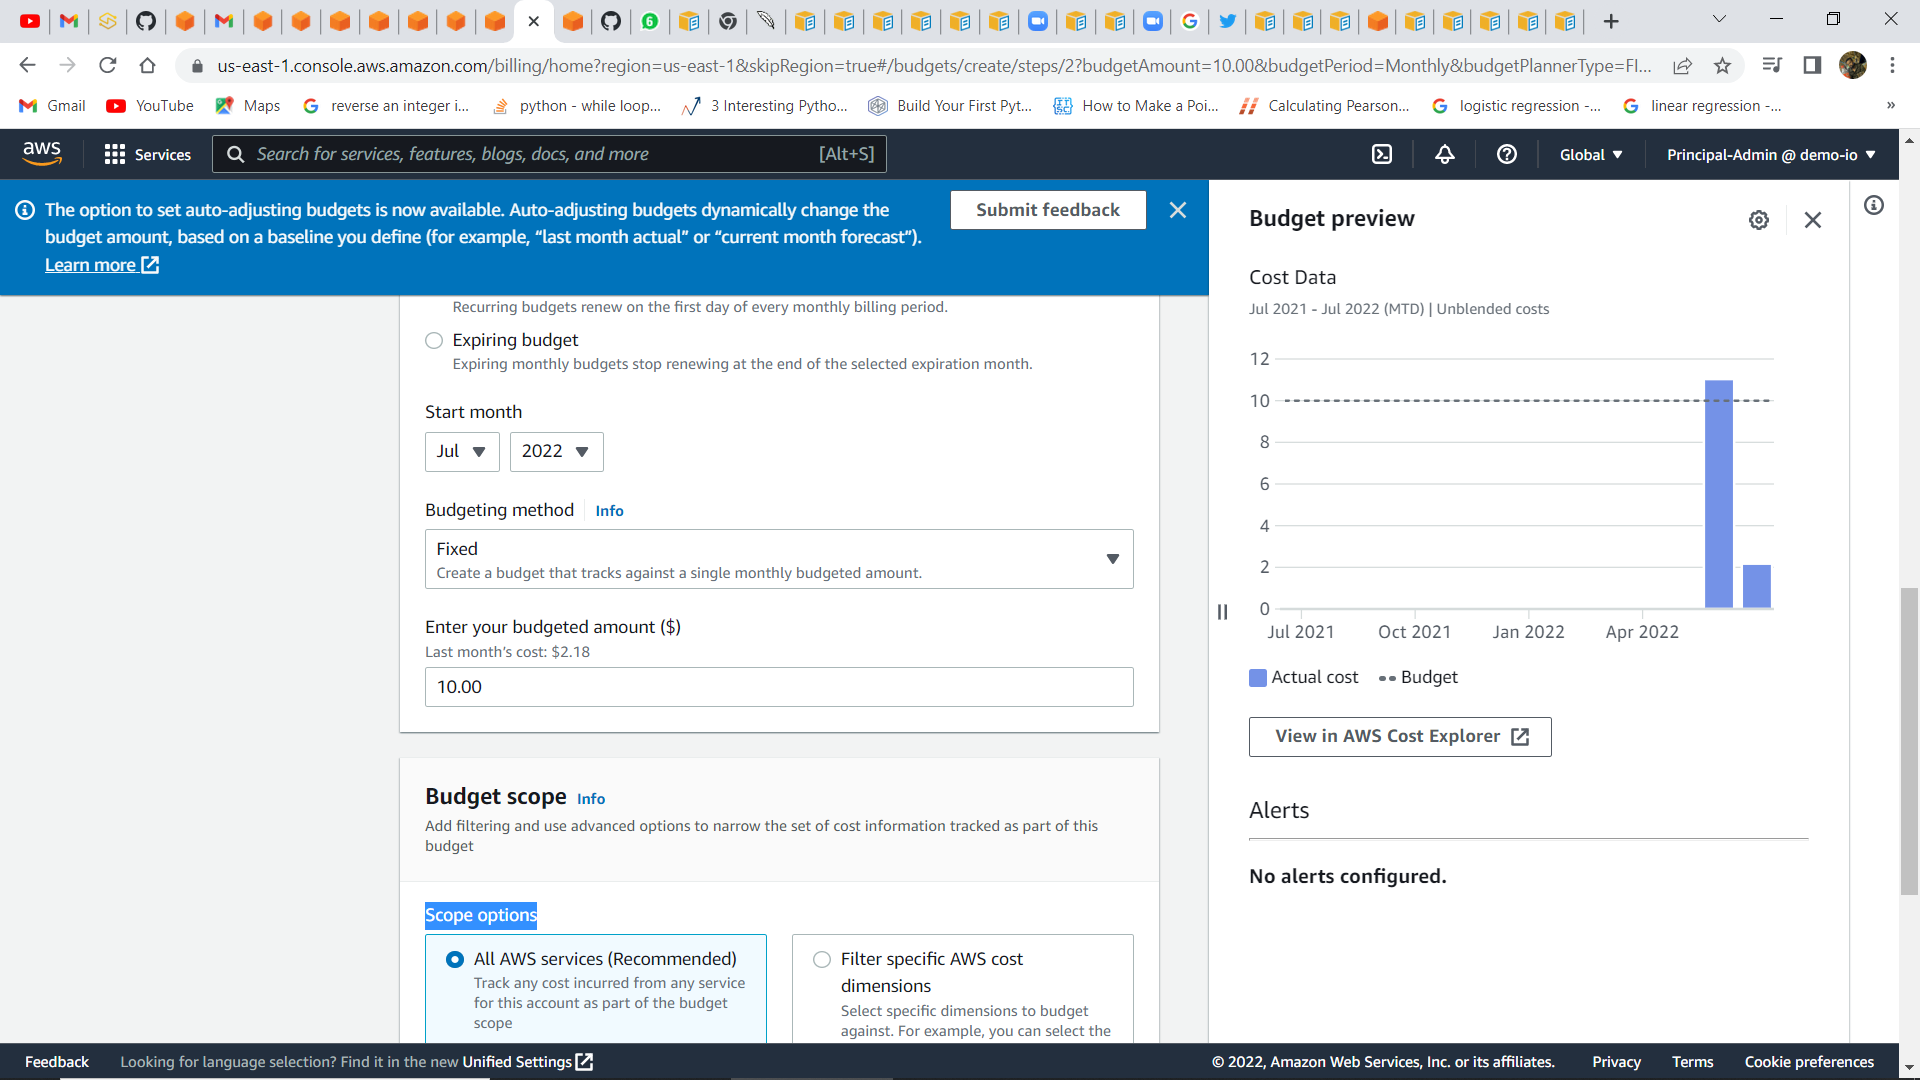 us-east-1.console.aws.amazon.com/billing/home?region=us-east-1&skipRegion=true#/budgets/create/steps/2?budgetAmount=10.00&budgetPeriod=Monthly&budgetPlannerType=FI...
Gmail YouTube Maps reverse an integer i... python - while loop... 3 Interesting Pytho... Build Your First Pyt... How to Make a Poi... Calculating Pearson... logistic regression -... linear regression -... »
aws Services Search for services, features, blogs, docs, and more [Alt+S] Global Principal-Admin @ demo-io
The option to set auto-adjusting budgets is now available. Auto-adjusting budgets dynamically change the
budget amount, based on a baseline you define (for example, “last month actual” or “current month forecast”).
Learn more
Submit feedback
Recurring budgets renew on the first day of every monthly billing period.
Expiring budget
Expiring monthly budgets stop renewing at the end of the selected expiration month.
Start month
Jul 2022
Budgeting method Info
Fixed
Create a budget that tracks against a single monthly budgeted amount.
Enter your budgeted amount ($)
Last month's cost: $2.18
10.00
Budget scope Info
Add filtering and use advanced options to narrow the set of cost information tracked as part of this
budget
Scope options
All AWS services (Recommended)
Track any cost incurred from any service
for this account as part of the budget
scope
Filter specific AWS cost
dimensions
Select specific dimensions to budget
against. For example, you can select the
Budget preview
Cost Data
Jul 2021 - Jul 2022 (MTD) | Unblended costs
12
10
8
6
4
2
0
Jul 2021 Oct 2021 Jan 2022 Apr 2022
Actual cost Budget
View in AWS Cost Explorer
Alerts
No alerts configured.
Feedback Looking for language selection? Find it in the new Unified Settings © 2022, Amazon Web Services, Inc. or its affiliates. Privacy Terms Cookie preferences